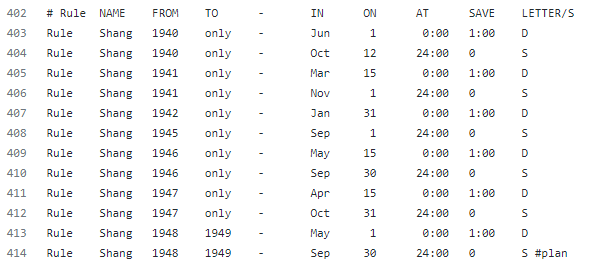 402 # Rule NAME FROM TO - IN ON AT SAVE LETTER/S
403 Rule Shang 1940 only - Jun 1 0:00 1:00 D
404 Rule Shang 1940 only - Oct 12 24:00 0 S
405 Rule Shang 1941 only - Mar 15 0:00 1:00 D
406 Rule Shang 1941 only - Nov 1 24:00 0 S
407 Rule Shang 1942 only - Jan 31 0:00 1:00 D
408 Rule Shang 1945 only - Sep 1 24:00 0 S
409 Rule Shang 1946 only - May 15 0:00 1:00 D
410 Rule Shang 1946 only - Sep 30 24:00 0 S
411 Rule Shang 1947 only - Apr 15 0:00 1:00 D
412 Rule Shang 1947 only - Oct 31 24:00 0 S
413 Rule Shang 1948 1949 - May 1 0:00 1:00 D
414 Rule Shang 1948 1949 - Sep 30 24:00 0 S #plan